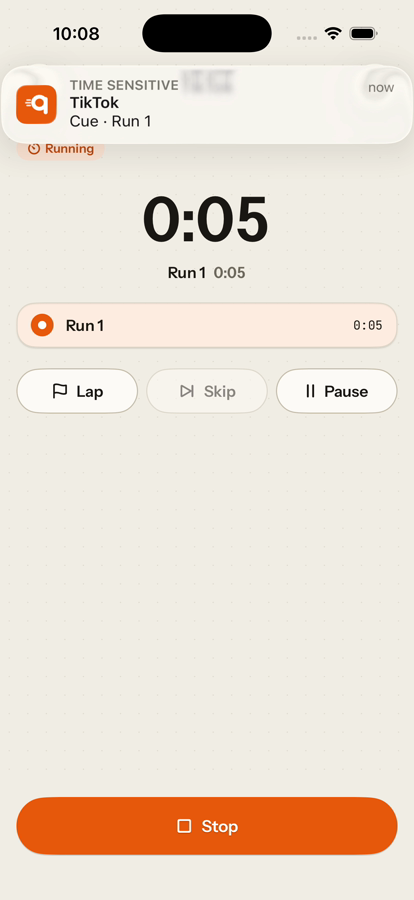 10:08
TIME SENSITIVE
now
TikTok
Cue · Run 1
Running
0:05
Run 1 0:05
Run 1 0:05
Lap
Skip
Pause
Stop